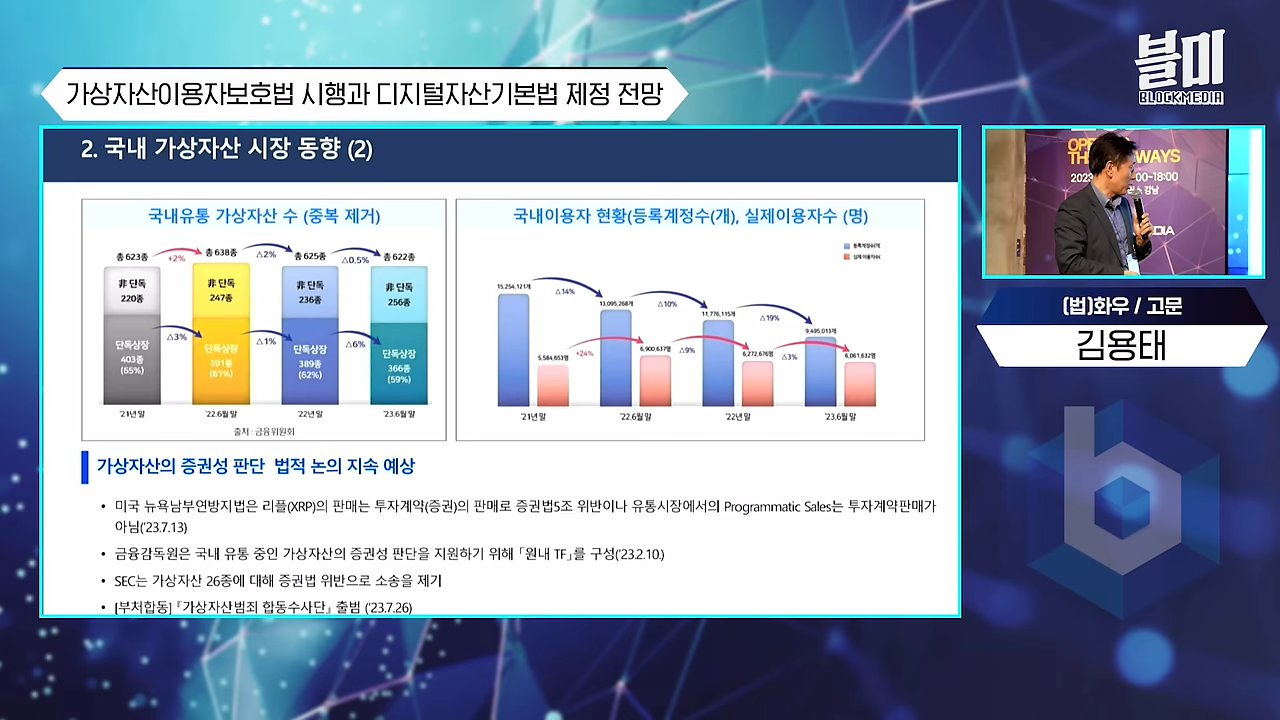 블미
BLOCKMEDIA
가상자산이용자보호법 시행과 디지털자산기본법 제정 전망
2. 국내 가상자산 시장 동향 (2)
국내유통 가상자산 수 (중복 제거)
총 623종
+2%
총 638종
△2%
총 625종
△0.5%
총 622종
非 단독
220종
非 단독
247종
非 단독
236종
非 단독
256종
△3%
△1%
△6%
단독상장
403종
(65%)
단독상장
391종
(61%)
단독상장
389종
(62%)
단독상장
366종
(59%)
'21년 말
'22.6월 말
'22년 말
'23.6월 말
출처 : 금융위원회
국내이용자 현황(등록계정수(개), 실제이용자수 (명)
등록계정수(개)
실제 이용자수(명)
15,254,121개
△14%
13,095,268개
△10%
11,776,115개
△19%
9,495,013개
5,584,653명
+24%
6,900,637명
△9%
6,272,676명
△3%
6,061,632명
'21년 말
'22.6월 말
'22년 말
'23.6월 말
가상자산의 증권성 판단 법적 논의 지속 예상
• 미국 뉴욕남부연방지법은 리플(XRP)의 판매는 투자계약(증권)의 판매로 증권법5조 위반이나 유통시장에서의 Programmatic Sales는 투자계약판매가
아님('23.7.13)
• 금융감독원은 국내 유통 중인 가상자산의 증권성 판단을 지원하기 위해 「원내 TF」를 구성('23.2.10.)
• SEC는 가상자산 26종에 대해 증권법 위반으로 소송을 제기
• [부처합동] 『가상자산범죄 합동수사단』 출범 ('23.7.26)
WAYS
2023
00~18:00
강남
DIA
(법)화우 / 고문
김용태